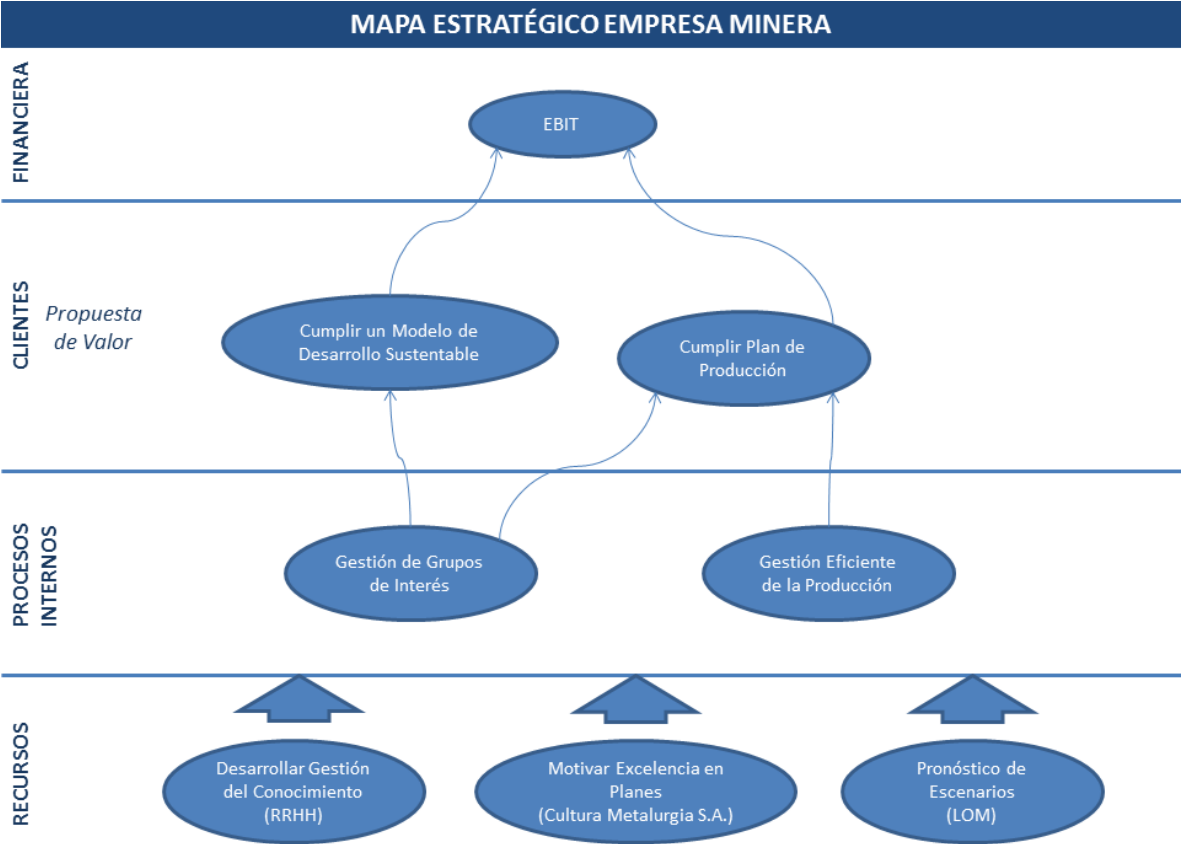 MAPA ESTRATÉGICO EMPRESA MINERA
FINANCIERA
EBIT
CLIENTES
Propuesta
de Valor
Cumplir un Modelo de
Desarrollo Sustentable
Cumplir Plan de
Producción
PROCESOS
INTERNOS
Gestión de Grupos
de Interés
Gestión Eficiente
de la Producción
RECURSOS
Desarrollar Gestión
del Conocimiento
(RRHH)
Motivar Excelencia en
Planes
(Cultura Metalurgia S.A.)
Pronóstico de
Escenarios
(LOM)